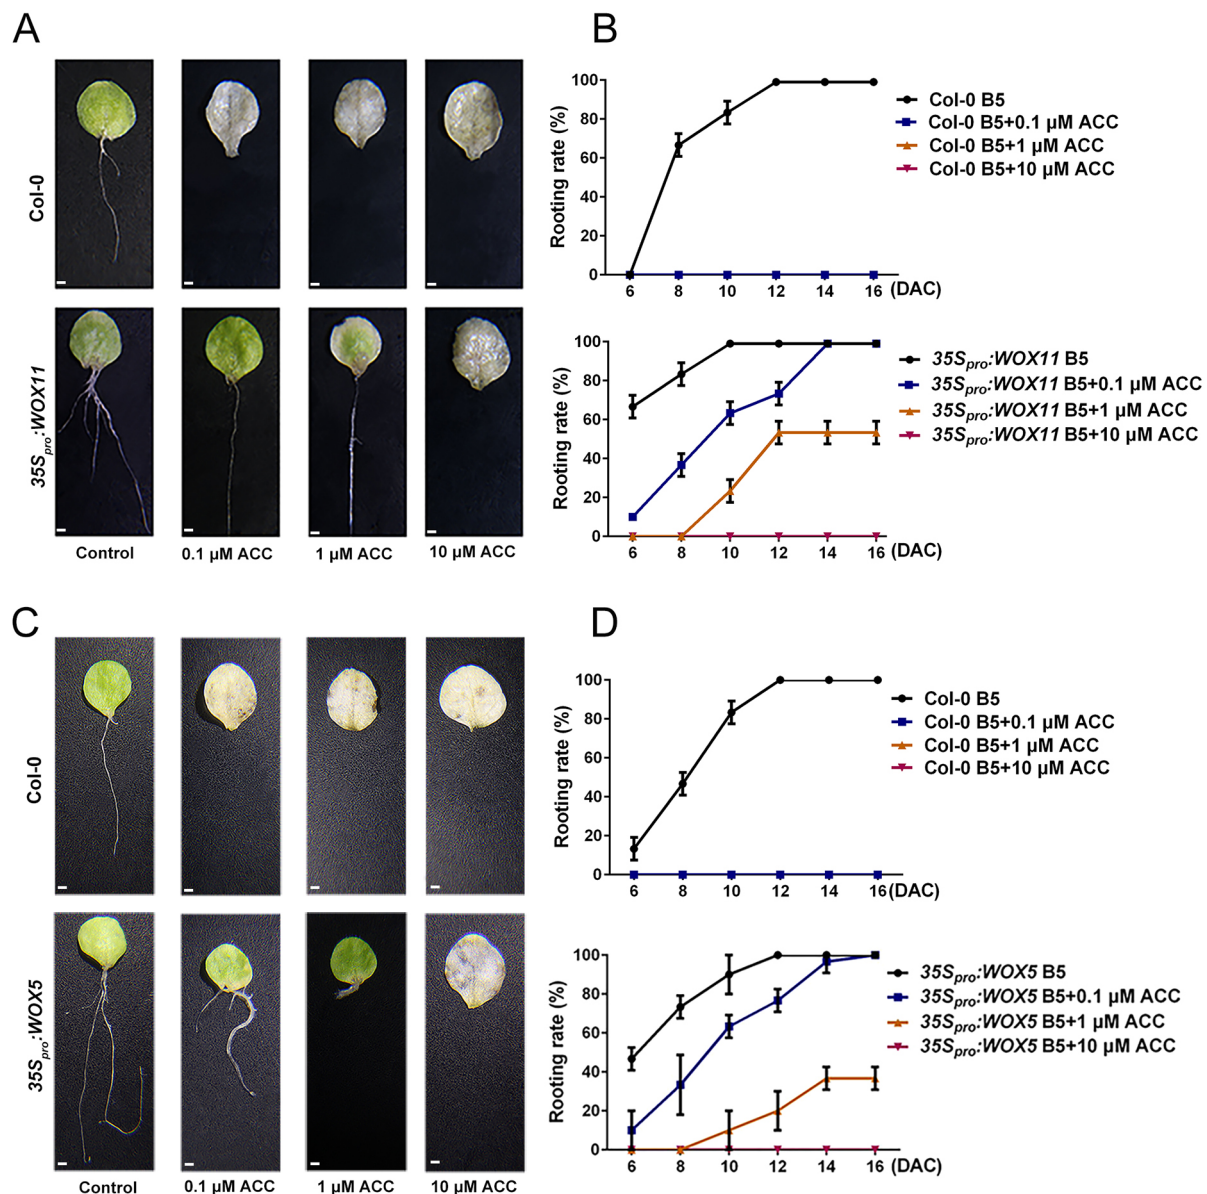 A
Col-0
35Spro:WOX11
Control
0.1 µM ACC
1 µM ACC
10 µM ACC
B
Rooting rate (%)
100
80
60
40
20
0
6
8
10
12
14
16
(DAC)
Col-0 B5
Col-0 B5+0.1 µM ACC
Col-0 B5+1 µM ACC
Col-0 B5+10 µM ACC
Rooting rate (%)
100
80
60
40
20
0
6
8
10
12
14
16
(DAC)
35Spro:WOX11 B5
35Spro:WOX11 B5+0.1 µM ACC
35Spro:WOX11 B5+1 µM ACC
35Spro:WOX11 B5+10 µM ACC
C
Col-0
35Spro:WOX5
Control
0.1 µM ACC
1 µM ACC
10 µM ACC
D
Rooting rate (%)
100
80
60
40
20
0
6
8
10
12
14
16
(DAC)
Col-0 B5
Col-0 B5+0.1 µM ACC
Col-0 B5+1 µM ACC
Col-0 B5+10 µM ACC
Rooting rate (%)
100
80
60
40
20
0
6
8
10
12
14
16
(DAC)
35Spro:WOX5 B5
35Spro:WOX5 B5+0.1 µM ACC
35Spro:WOX5 B5+1 µM ACC
35Spro:WOX5 B5+10 µM ACC